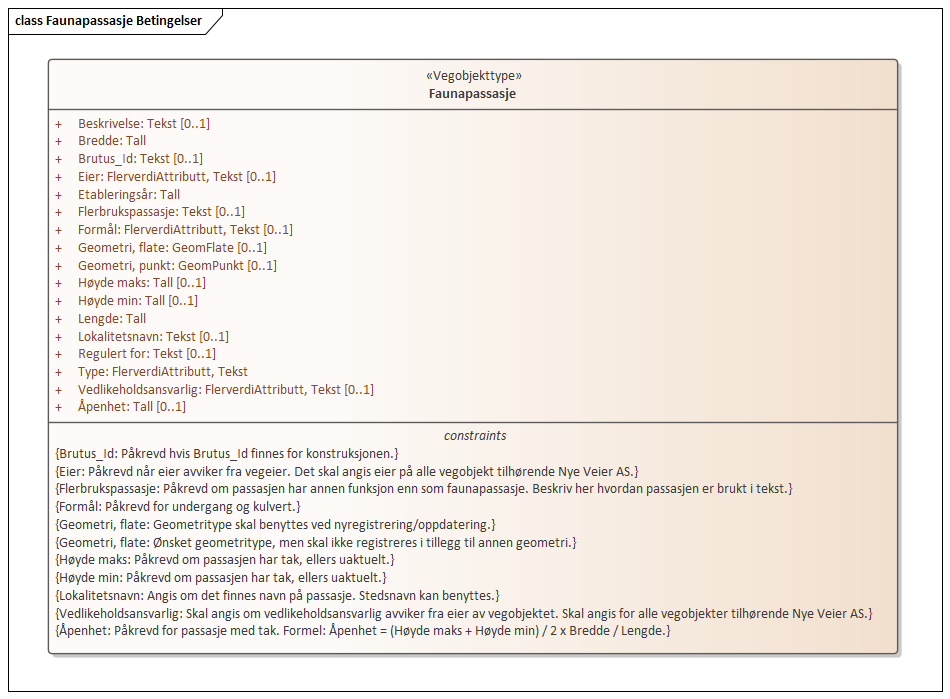 class Faunapassasje Betingelser
«Vegobjekttype»
Faunapassasje
+ Beskrivelse: Tekst [0..1]
+ Bredde: Tall
+ Brutus_Id: Tekst [0..1]
+ Eier: FlerverdiAttributt, Tekst [0..1]
+ Etableringsår: Tall
+ Flerbrukspassasje: Tekst [0..1]
+ Formål: FlerverdiAttributt, Tekst [0..1]
+ Geometri, flate: GeomFlate [0..1]
+ Geometri, punkt: GeomPunkt [0..1]
+ Høyde maks: Tall [0..1]
+ Høyde min: Tall [0..1]
+ Lengde: Tall
+ Lokalitetsnavn: Tekst [0..1]
+ Regulert for: Tekst [0..1]
+ Type: FlerverdiAttributt, Tekst
+ Vedlikeholdsansvarlig: FlerverdiAttributt, Tekst [0..1]
+ Åpenhet: Tall [0..1]
constraints
{Brutus_Id: Påkrevd hvis Brutus_Id finnes for konstruksjonen.}
{Eier: Påkrevd når eier avviker fra vegeier. Det skal angis eier på alle vegobjekt tilhørende Nye Veier AS.}
{Flerbrukspassasje: Påkrevd om passasjen har annen funksjon enn som faunapassasje. Beskriv her hvordan passasjen er brukt i tekst.}
{Formål: Påkrevd for undergang og kulvert.}
{Geometri, flate: Geometritype skal benyttes ved nyregistrering/oppdatering.}
{Geometri, flate: Ønsket geometritype, men skal ikke registreres i tillegg til annen geometri.}
{Høyde maks: Påkrevd om passasjen har tak, ellers uaktuelt.}
{Høyde min: Påkrevd om passasjen har tak, ellers uaktuelt.}
{Lokalitetsnavn: Angis om det finnes navn på passasje. Stedsnavn kan benyttes.}
{Vedlikeholdsansvarlig: Skal angis om vedlikeholdsansvarlig avviker fra eier av vegobjektet. Skal angis for alle vegobjekter tilhørende Nye Veier AS.}
{Åpenhet: Påkrevd for passasje med tak. Formel: Åpenhet = (Høyde maks + Høyde min) / 2 x Bredde / Lengde.}